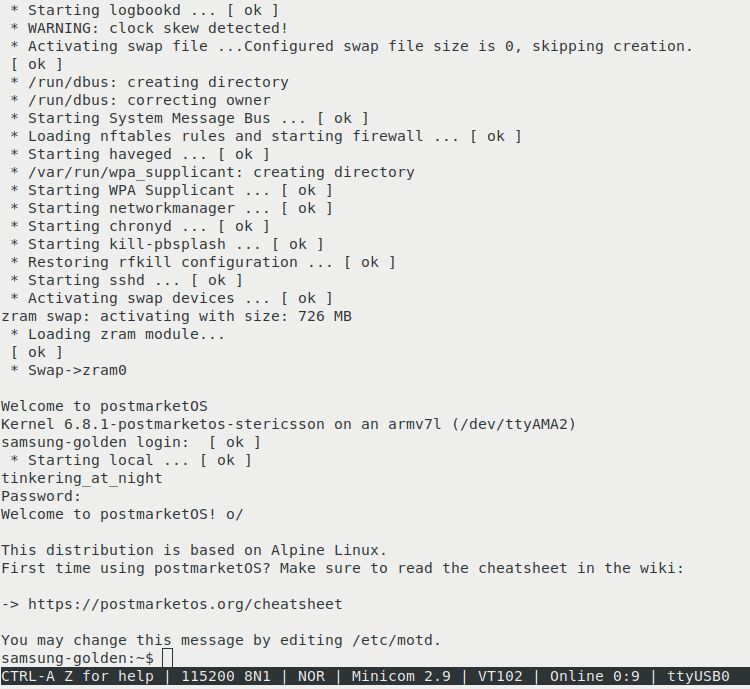 * Starting logbookd ... [ ok ]
* WARNING: clock skew detected!
* Activating swap file ...Configured swap file size is 0, skipping creation.
[ ok ]
* /run/dbus: creating directory
* /run/dbus: correcting owner
* Starting System Message Bus ... [ ok ]
* Loading nftables rules and starting firewall ... [ ok ]
* Starting haveged ... [ ok ]
* /var/run/wpa_supplicant: creating directory
* Starting WPA Supplicant ... [ ok ]
* Starting networkmanager ... [ ok ]
* Starting chronyd ... [ ok ]
* Starting kill-pbsplash ... [ ok ]
* Restoring rfkill configuration ... [ ok ]
* Starting sshd ... [ ok ]
* Activating swap devices ... [ ok ]
zram swap: activating with size: 726 MB
* Loading zram module...
[ ok ]
* Swap->zram0
Welcome to postmarketOS
Kernel 6.8.1-postmarketos-stericsson on an armv7l (/dev/ttyAMA2)
samsung-golden login:  [ ok ]
* Starting local ... [ ok ]
tinkering_at_night
Password:
Welcome to postmarketOS! o/
This distribution is based on Alpine Linux.
First time using postmarketOS? Make sure to read the cheatsheet in the wiki:
-> https://postmarketos.org/cheatsheet
You may change this message by editing /etc/motd.
samsung-golden:~$
CTRL-A Z for help | 115200 8N1 | NOR | Minicom 2.9 | VT102 | Online 0:9 | ttyUSB0